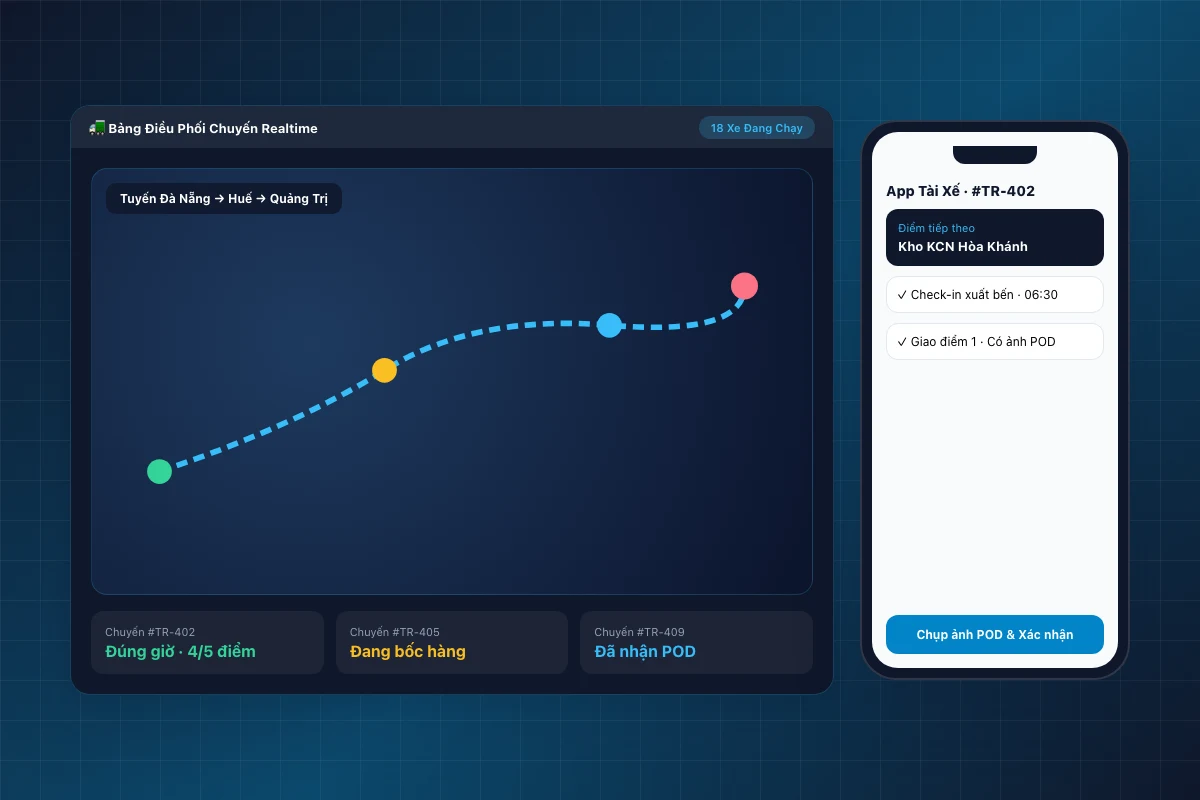 Bảng Điều Phối Chuyến Realtime
18 Xe Đang Chạy
Tuyến Đà Nẵng → Huế → Quảng Trị
Chuyến #TR-402
Đúng giờ · 4/5 điểm
Chuyến #TR-405
Đang bốc hàng
Chuyến #TR-409
Đã nhận POD
App Tài Xế · #TR-402
Điểm tiếp theo
Kho KCN Hòa Khánh
✓ Check-in xuất bến · 06:30
✓ Giao điểm 1 · Có ảnh POD
Chụp ảnh POD & Xác nhận